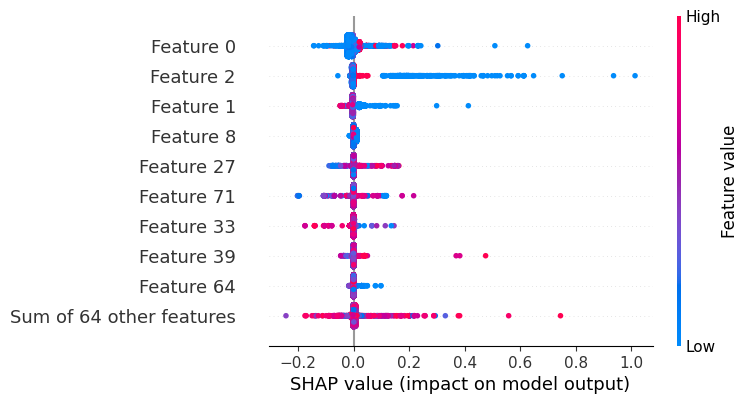 High
Feature 0
Feature 2
Feature 1
Feature 8
Feature 27
Feature 71
Feature 33
Feature 39
Feature 64
Sum of 64 other features
Feature value
Low
−0.2 0.0 0.2 0.4 0.6 0.8 1.0
SHAP value (impact on model output)